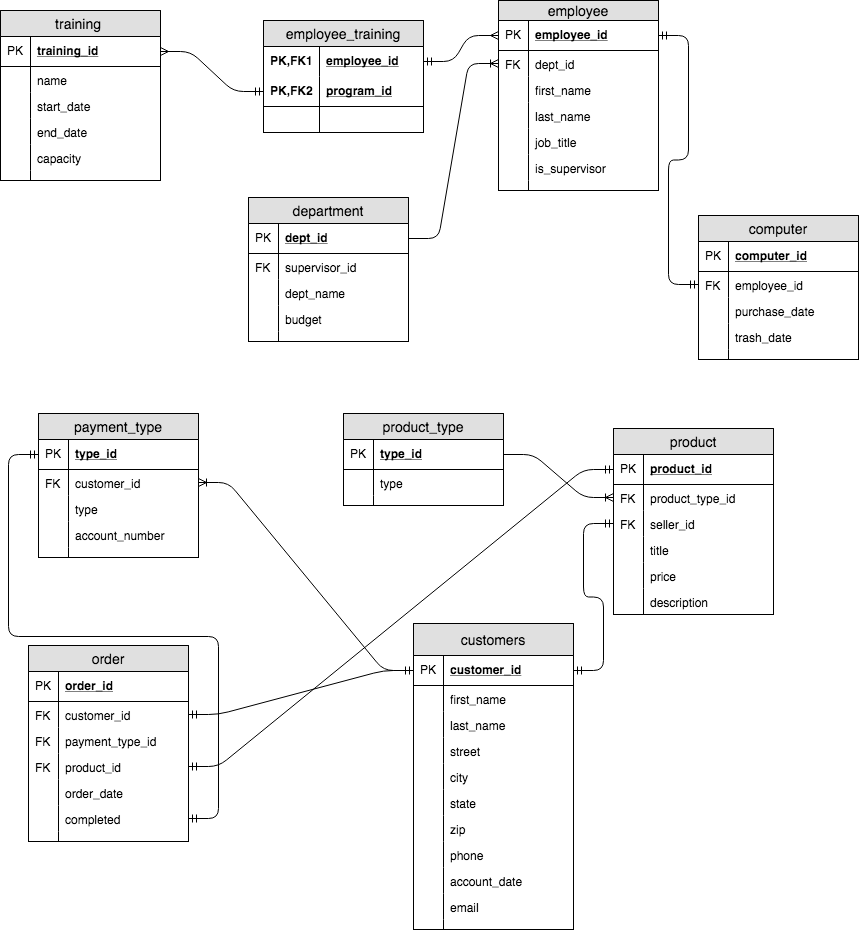 training
PK training_id
name
start_date
end_date
capacity
employee_training
PK,FK1 employee_id
PK,FK2 program_id
employee
PK employee_id
FK dept_id
first_name
last_name
job_title
is_supervisor
department
PK dept_id
FK supervisor_id
dept_name
budget
computer
PK computer_id
FK employee_id
purchase_date
trash_date
payment_type
PK type_id
FK customer_id
type
account_number
product_type
PK type_id
type
product
PK product_id
FK product_type_id
FK seller_id
title
price
description
order
PK order_id
FK customer_id
FK payment_type_id
FK product_id
order_date
completed
customers
PK customer_id
first_name
last_name
street
city
state
zip
phone
account_date
email